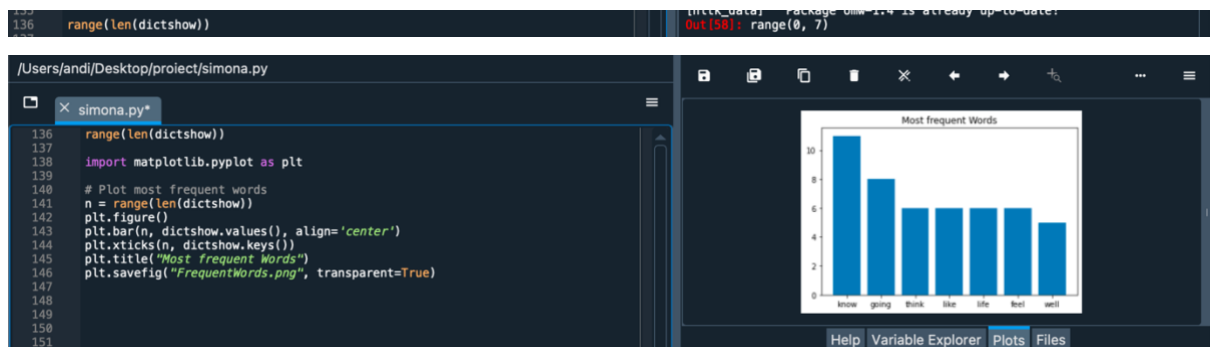 135
136 range(len(dictshow))
[nltk_data] Package omw-1.4 is already up-to-date!
Out[58]: range(0, 7)
/Users/andi/Desktop/proiect/simona.py
simona.py*
136 range(len(dictshow))
137
138 import matplotlib.pyplot as plt
139
140 # Plot most frequent words
141 n = range(len(dictshow))
142 plt.figure()
143 plt.bar(n, dictshow.values(), align='center')
144 plt.xticks(n, dictshow.keys())
145 plt.title("Most frequent Words")
146 plt.savefig("FrequentWords.png", transparent=True)
147
148
149
150
151
Most frequent Words
10
8
6
4
2
0
know going think like life feel well
Help Variable Explorer Plots Files